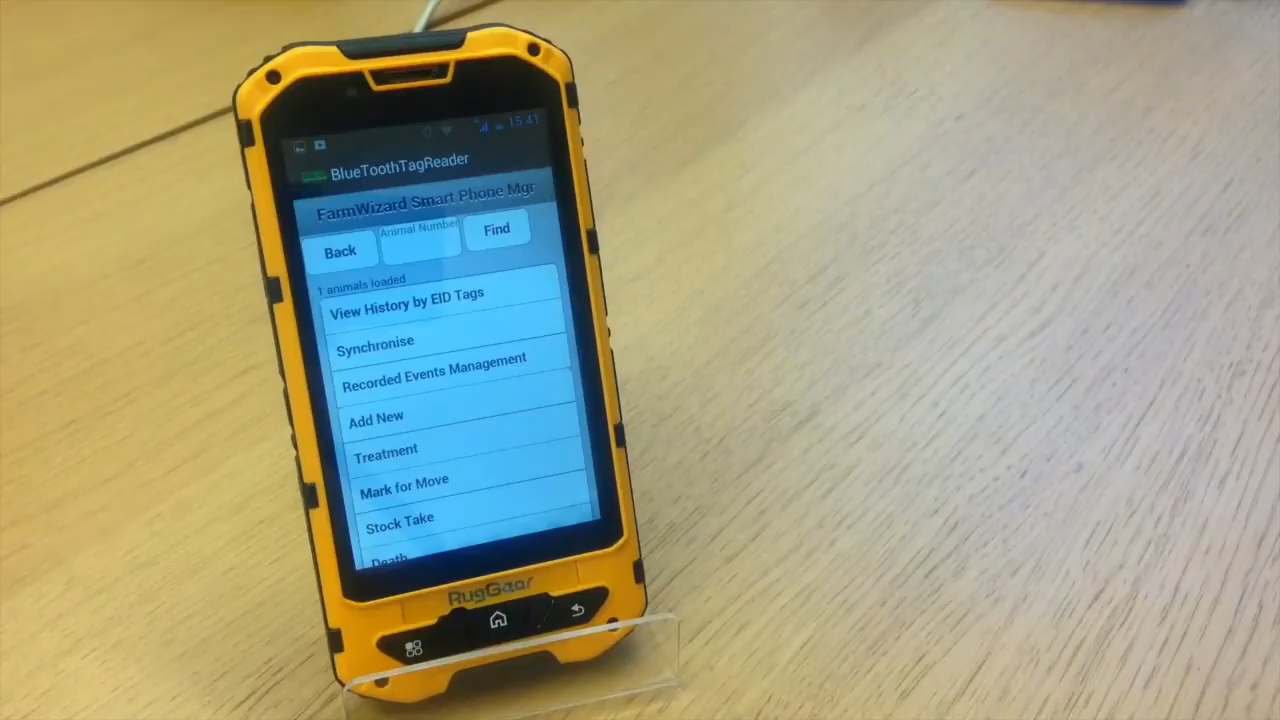 15:41
BlueToothTagReader
FarmWizard Smart Phone Mgr
Back
Animal Number
Find
1 animals loaded
View History by EID Tags
Synchronise
Recorded Events Management
Add New
Treatment
Mark for Move
Stock Take
Death
RugGear